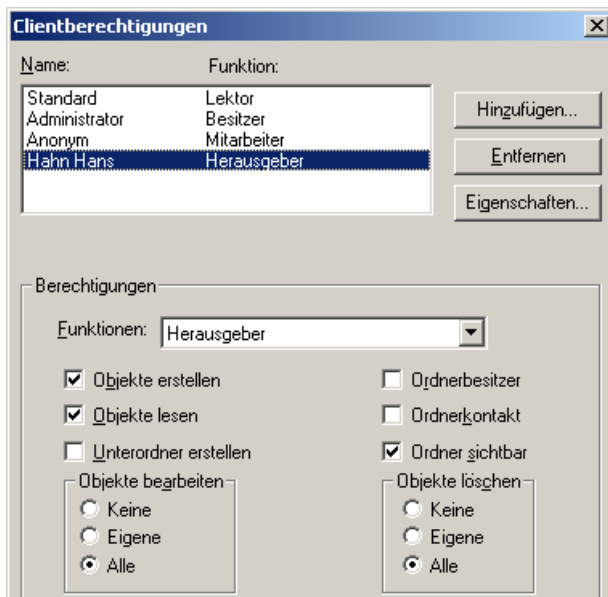 Clientberechtigungen
Name: Funktion:
Standard Lektor
Administrator Besitzer
Anonym Mitarbeiter
Hahn Hans Herausgeber
Hinzufügen...
Entfernen
Eigenschaften...
Berechtigungen
Funktionen: Herausgeber
Objekte erstellen Ordnerbesitzer
Objekte lesen Ordnerkontakt
Unterordner erstellen Ordner sichtbar
Objekte bearbeiten Objekte löschen
Keine Keine
Eigene Eigene
Alle Alle